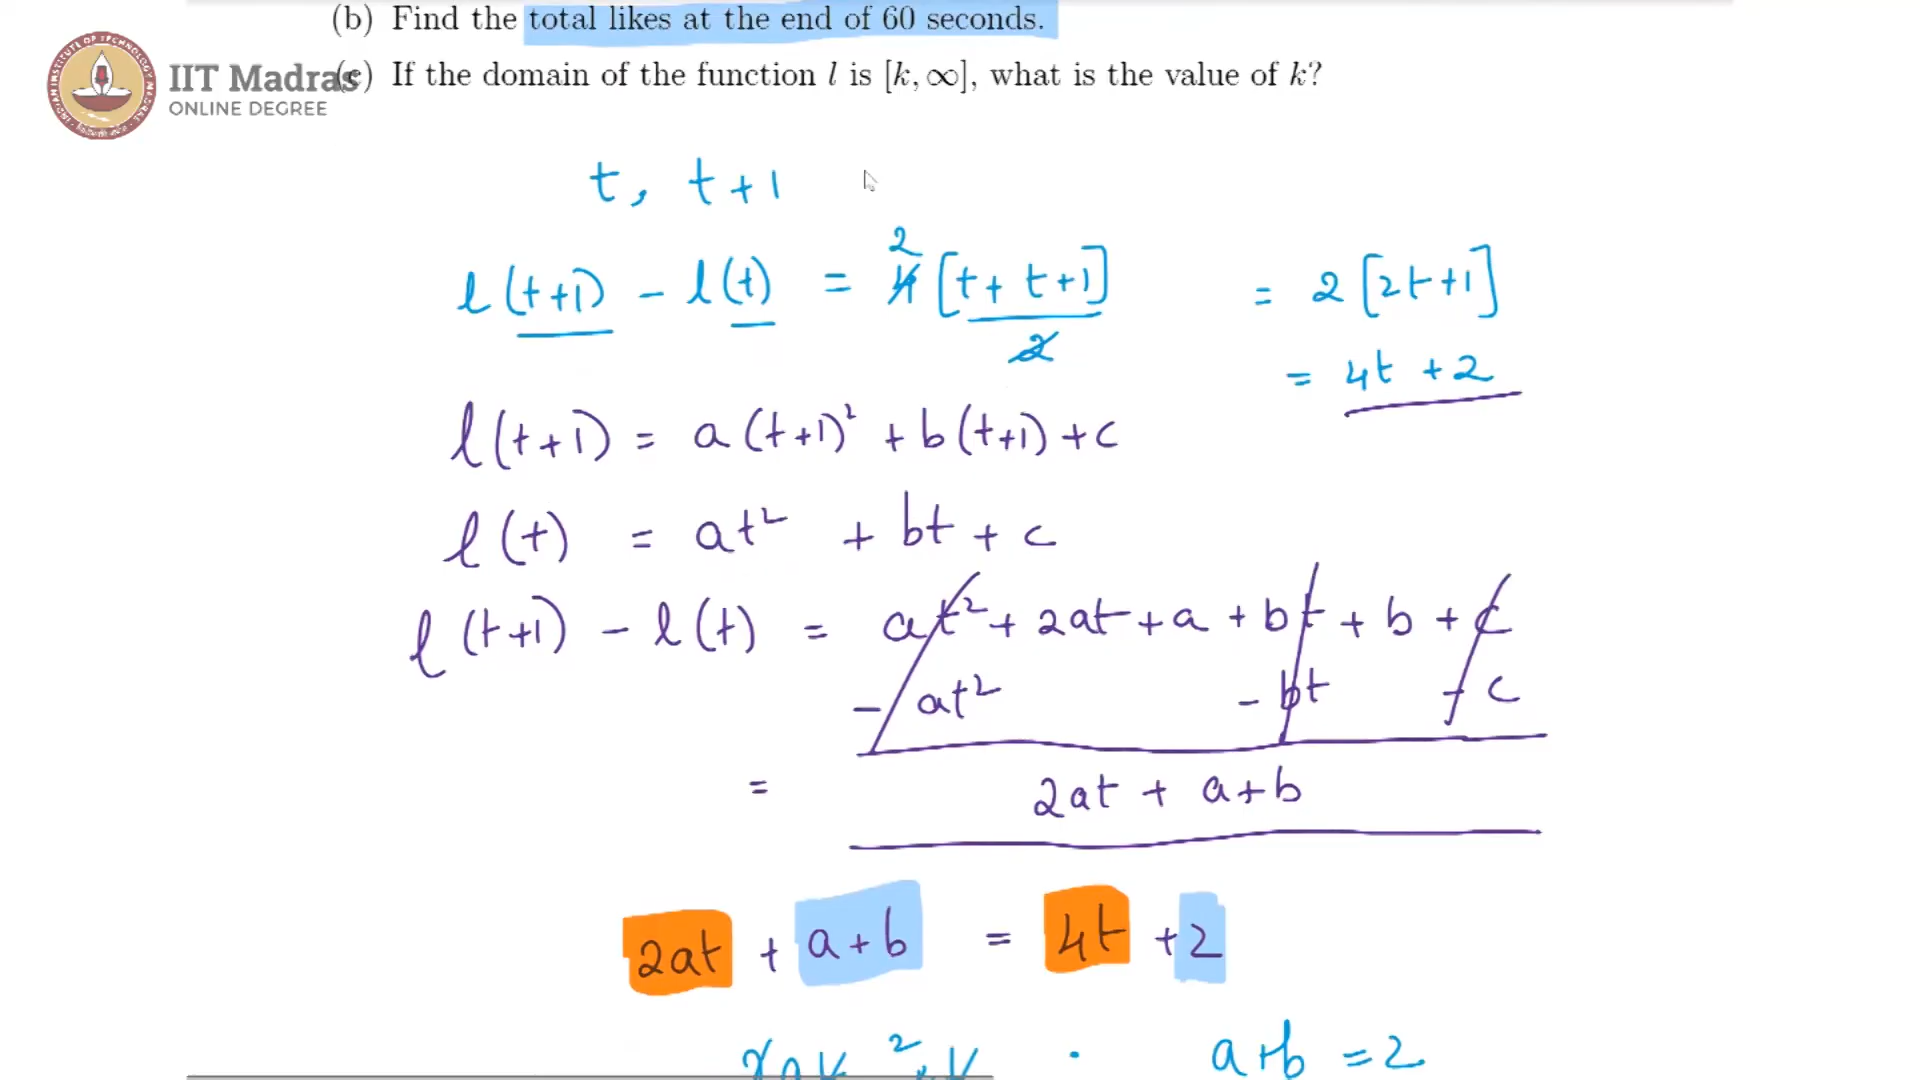 (b) Find the total likes at the end of 60 seconds.
IIT Madras
ONLINE DEGREE
(c) If the domain of the function l is [k, ∞], what is the value of k?
t, t+1
l(t+1) - l(t) = 4 2 [t + t+1] / 2 = 2[2t+1]
= 4t + 2
l(t+1) = a(t+1)² + b(t+1) + c
l(t) = at² + bt + c
l(t+1) - l(t) = at² + 2at + a + bt + b + c
- at² - bt - c
= 2at + a+b
2at + a+b = 4t + 2
a+b = 2